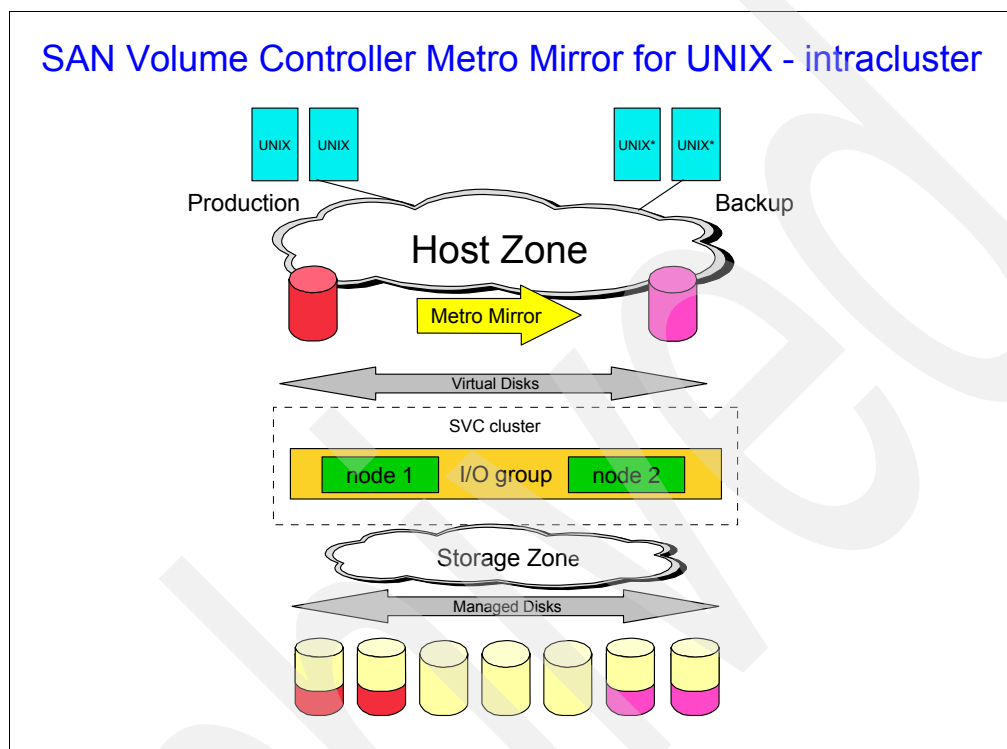 SAN Volume Controller Metro Mirror for UNIX - intracluster
UNIX
UNIX
UNIX*
UNIX*
Production
Backup
Host Zone
Metro Mirror
Virtual Disks
SVC cluster
node 1
I/O group
node 2
Storage Zone
Managed Disks